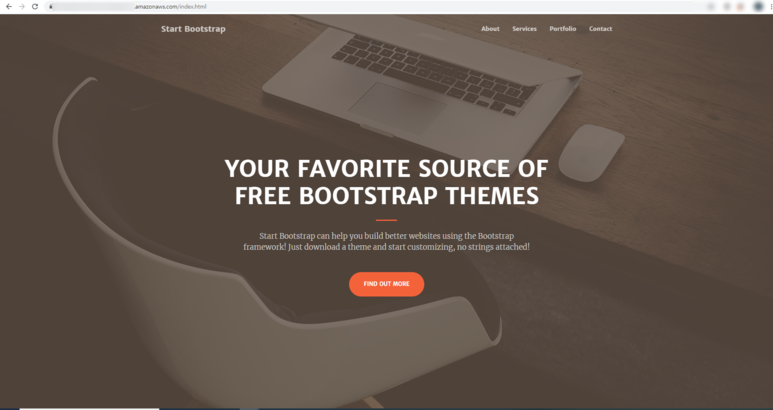 .amazonaws.com/index.html
Start Bootstrap
About Services Portfolio Contact
YOUR FAVORITE SOURCE OF
FREE BOOTSTRAP THEMES
Start Bootstrap can help you build better websites using the Bootstrap
framework! Just download a theme and start customizing, no strings attached!
FIND OUT MORE